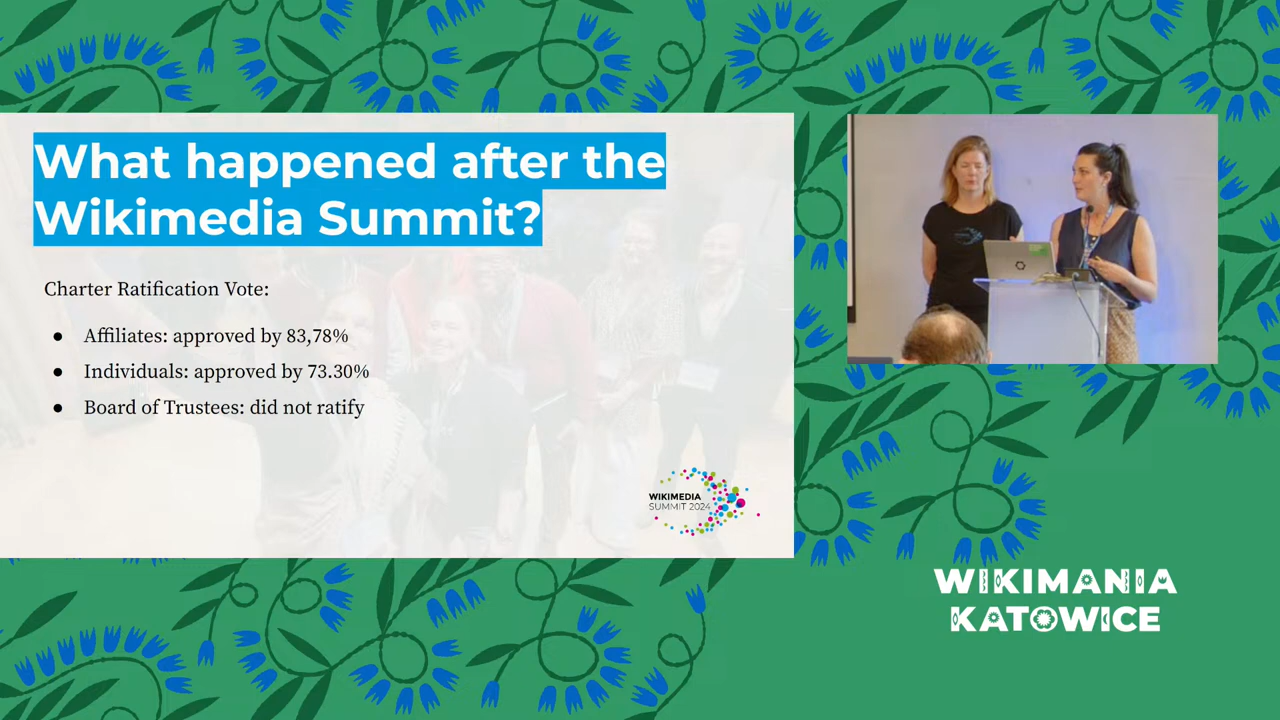 What happened after the
Wikimedia Summit?
Charter Ratification Vote:
● Affiliates: approved by 83,78%
● Individuals: approved by 73.30%
● Board of Trustees: did not ratify
WIKIMEDIA
SUMMIT 2024
WIKIMANIA
KATOWICE